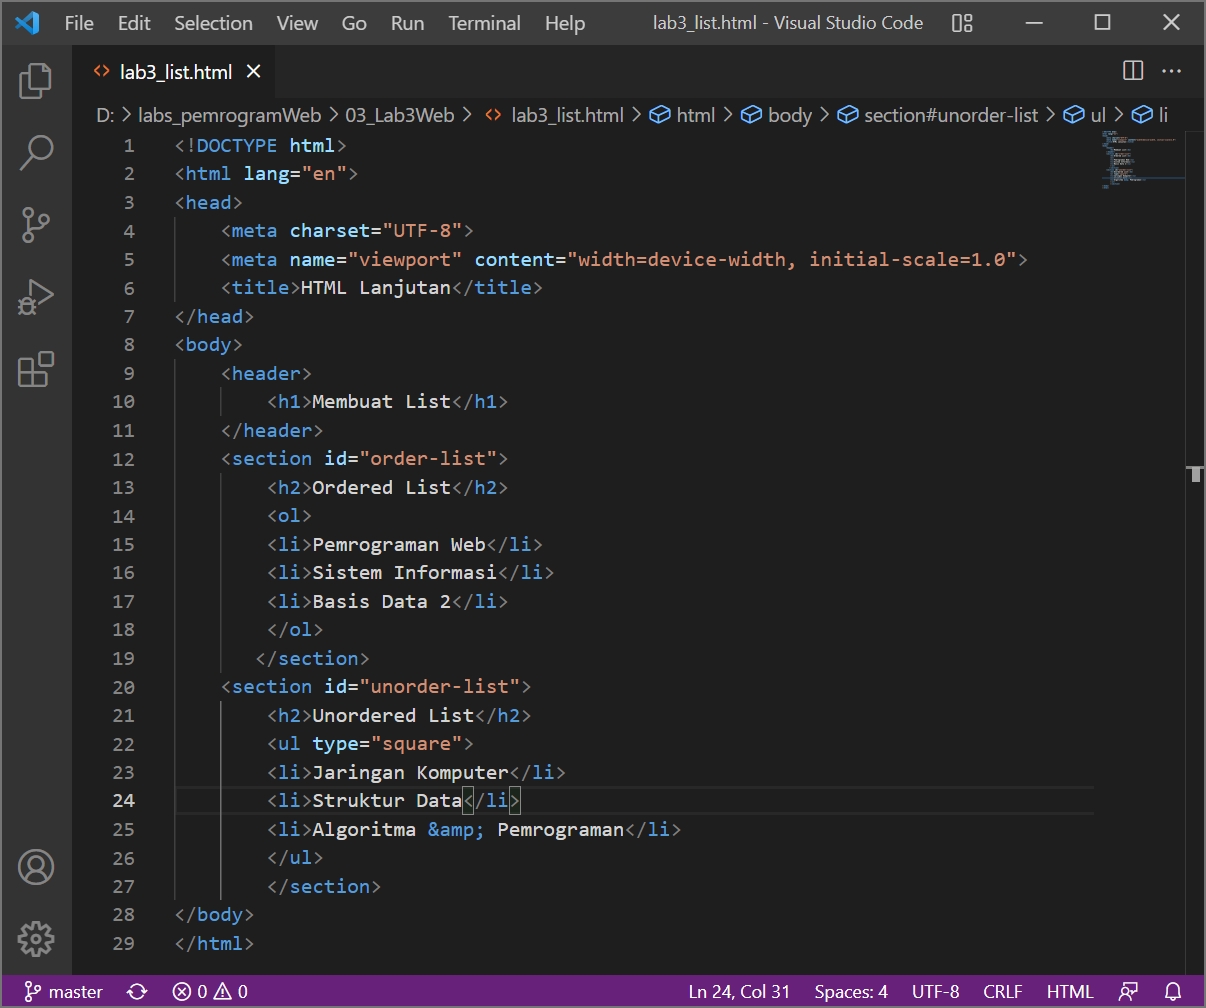 File Edit Selection View Go Run Terminal Help lab3_list.html - Visual Studio Code
lab3_list.html
D: > labs_pemrogramWeb > 03_Lab3Web > lab3_list.html > html > body > section#unorder-list > ul > li
1 <!DOCTYPE html>
2 <html lang="en">
3 <head>
4     <meta charset="UTF-8">
5     <meta name="viewport" content="width=device-width, initial-scale=1.0">
6     <title>HTML Lanjutan</title>
7 </head>
8 <body>
9     <header>
10         <h1>Membuat List</h1>
11     </header>
12     <section id="order-list">
13         <h2>Ordered List</h2>
14         <ol>
15         <li>Pemrograman Web</li>
16         <li>Sistem Informasi</li>
17         <li>Basis Data 2</li>
18         </ol>
19        </section>
20     <section id="unorder-list">
21         <h2>Unordered List</h2>
22         <ul type="square">
23         <li>Jaringan Komputer</li>
24         <li>Struktur Data</li>
25         <li>Algoritma &amp; Pemrograman</li>
26         </ul>
27         </section>
28 </body>
29 </html>
master 0 0 Ln 24, Col 31 Spaces: 4 UTF-8 CRLF HTML